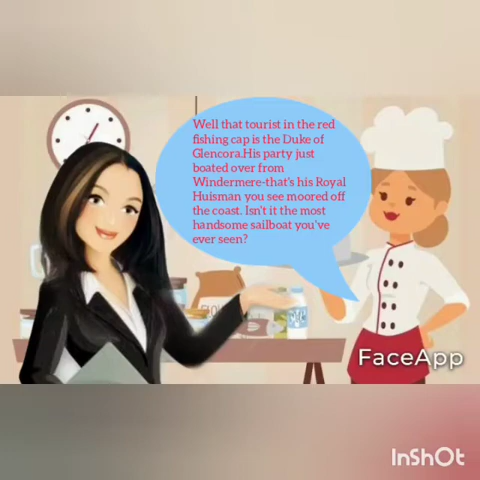 Well that tourist in the red
fishing cap is the Duke of
Glencora.His party just
boated over from
Windermere-that's his Royal
Huisman you see moored off
the coast. Isn't it the most
handsome sailboat you've
ever seen?
FaceApp
InShOt